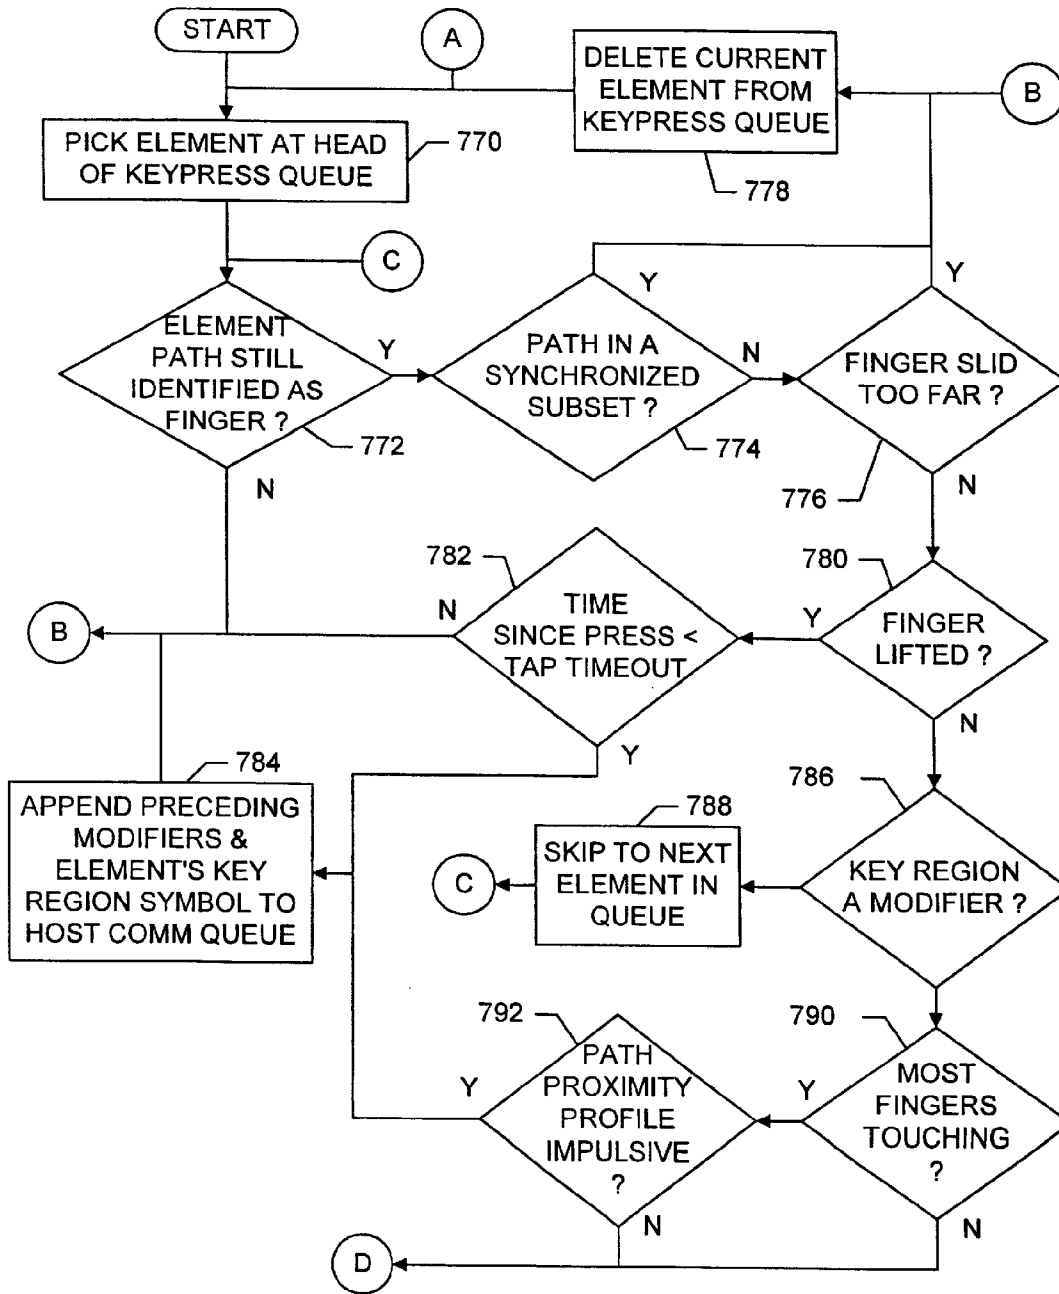 START
A
DELETE CURRENT
ELEMENT FROM
KEYPRESS QUEUE
B
PICK ELEMENT AT HEAD
OF KEYPRESS QUEUE
770
778
C
ELEMENT
PATH STILL
IDENTIFIED AS
FINGER ?
Y
772
N
PATH IN A
SYNCHRONIZED
SUBSET ?
Y
N
774
FINGER SLID
TOO FAR ?
Y
776
N
782
TIME
SINCE PRESS <
TAP TIMEOUT
N
Y
780
FINGER
LIFTED ?
Y
N
B
784
APPEND PRECEDING
MODIFIERS &
ELEMENT'S KEY
REGION SYMBOL TO
HOST COMM QUEUE
C
788
SKIP TO NEXT
ELEMENT IN
QUEUE
786
KEY REGION
A MODIFIER ?
792
PATH
PROXIMITY
PROFILE
IMPULSIVE
?
Y
N
790
MOST
FINGERS
TOUCHING
?
Y
N
D